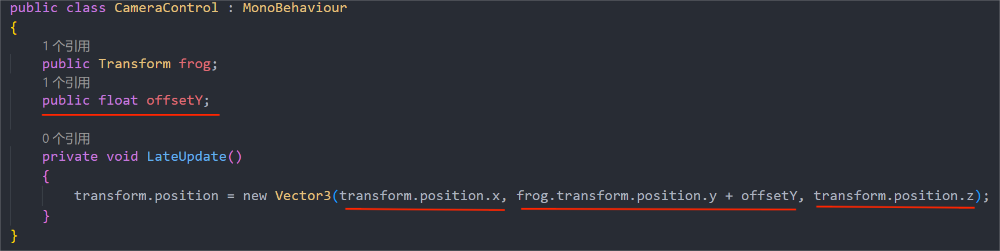 public class CameraControl : MonoBehaviour
{
1 个引用
public Transform frog;
1 个引用
public float offsetY;
0 个引用
private void LateUpdate()
{
transform.position = new Vector3(transform.position.x, frog.transform.position.y + offsetY, transform.position.z);
}
}